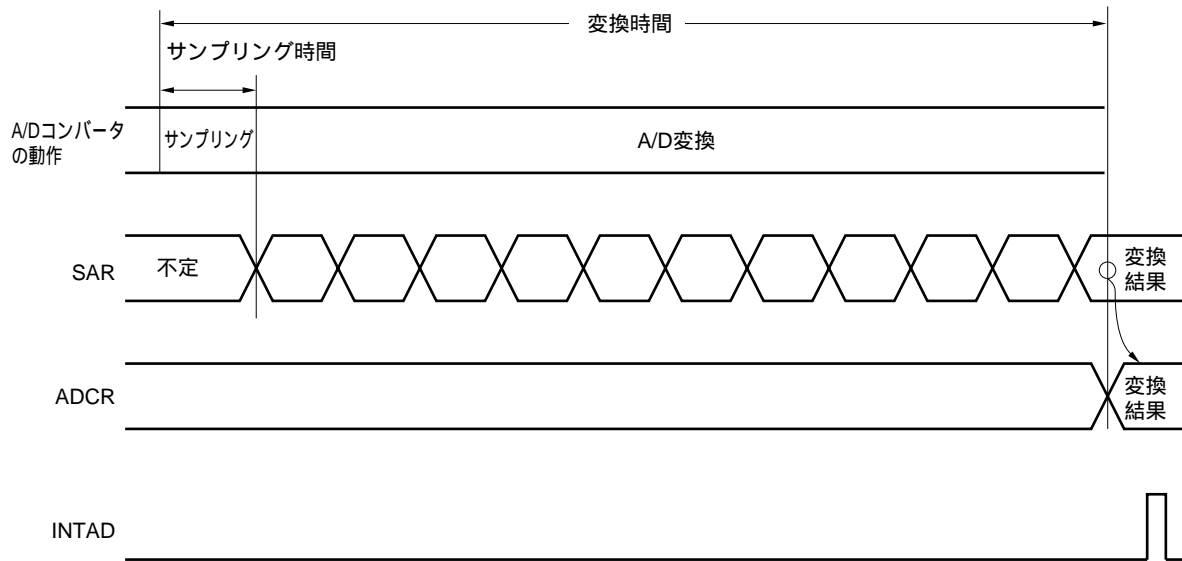 変換時間
サンプリング時間
A/Dコンバータ
の動作
サンプリング
A/D変換
SAR
不定
変換
結果
ADCR
変換
結果
INTAD